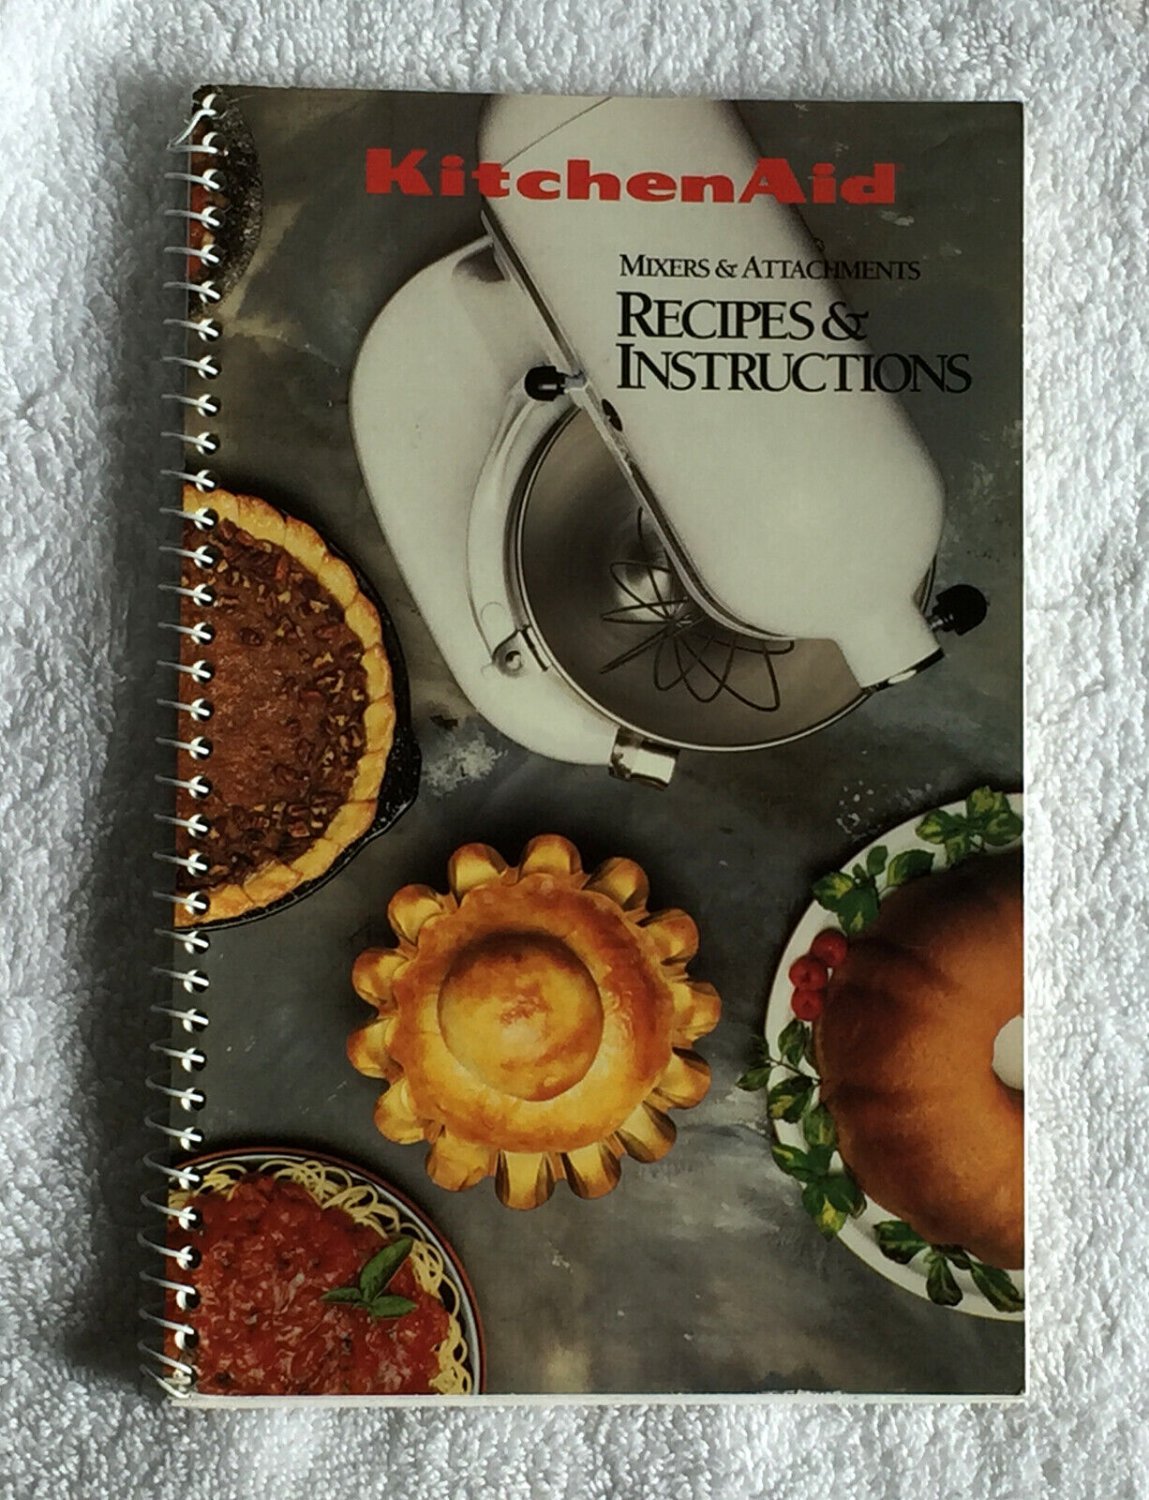 KitchenAid
MIXERS & ATTACHMENTS
RECIPES &
INSTRUCTIONS